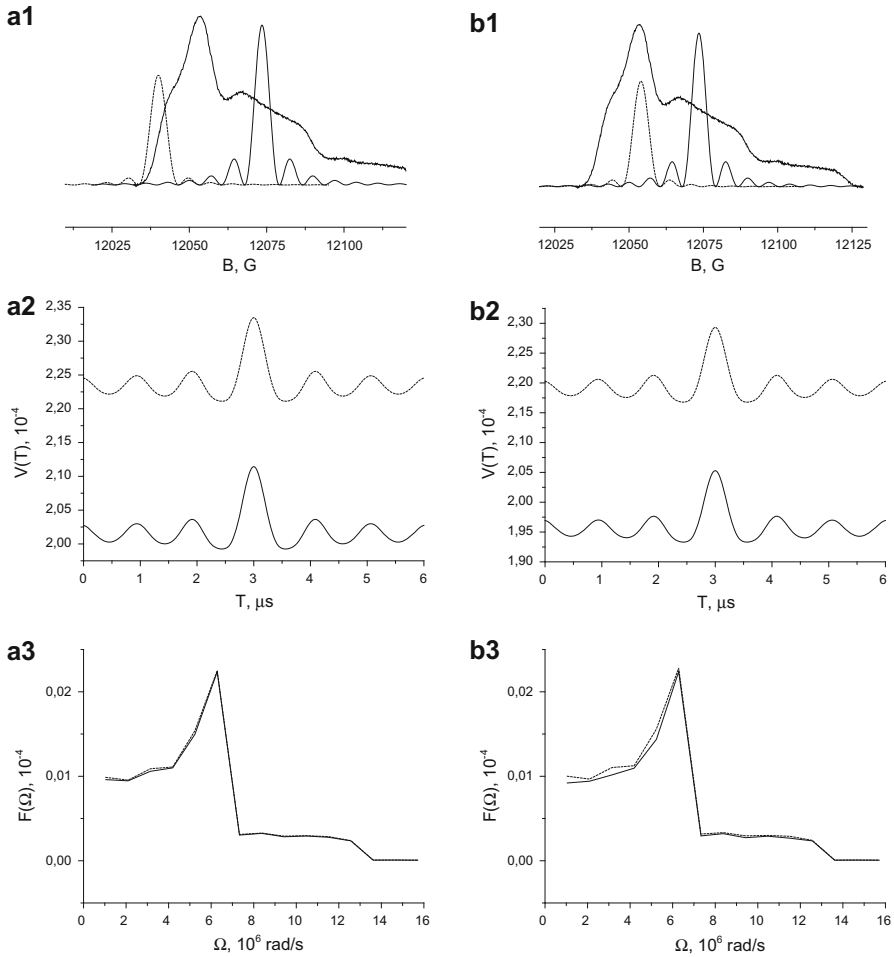 a1
b1
12025 12050 12075 12100
B, G
12025 12050 12075 12100 12125
B, G
a2
2,35
2,30
2,25
2,20
2,15
2,10
2,05
2,00
V(T), 10⁻⁴
0 1 2 3 4 5 6
T, μs
b2
2,30
2,25
2,20
2,15
2,10
2,05
2,00
1,95
1,90
V(T), 10⁻⁴
0 1 2 3 4 5 6
T, μs
a3
0,02
0,01
0,00
F(Ω), 10⁻⁴
0 2 4 6 8 10 12 14 16
Ω, 10⁶ rad/s
b3
0,02
0,01
0,00
F(Ω), 10⁻⁴
0 2 4 6 8 10 12 14 16
Ω, 10⁶ rad/s